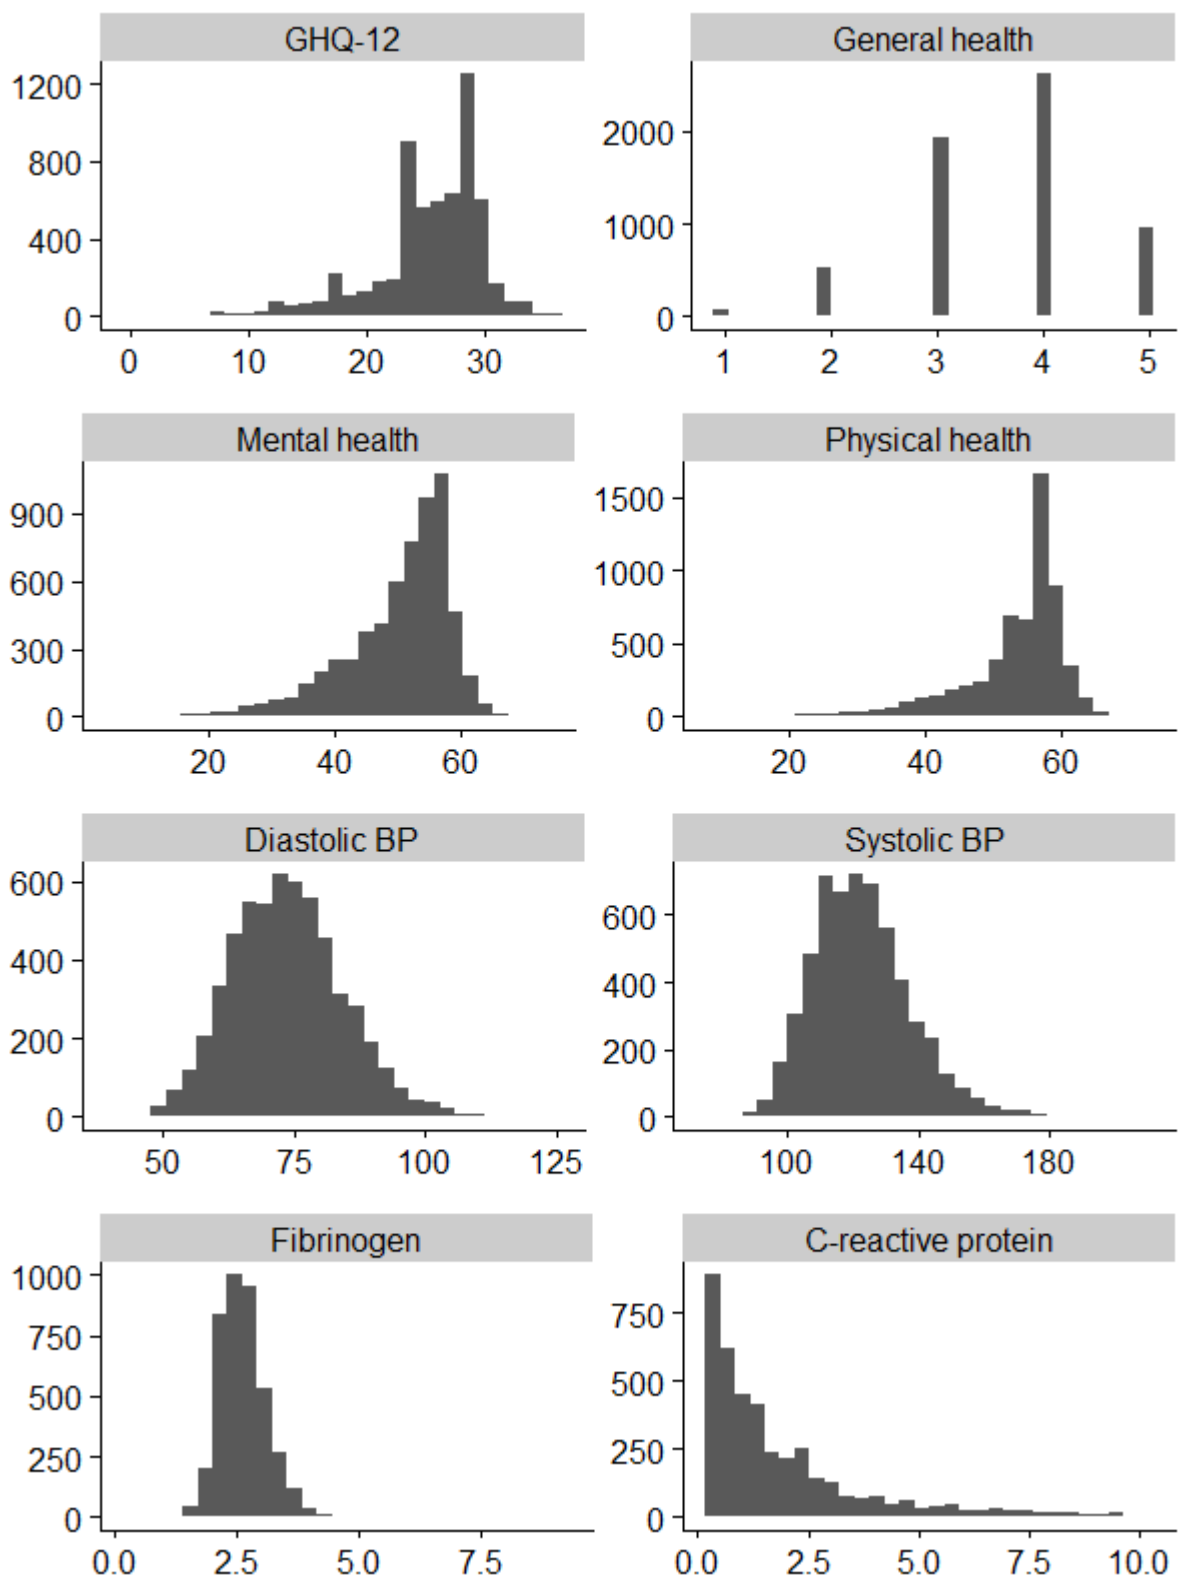 GHQ-12
1200
800
400
0
0 10 20 30
General health
2000
1000
0
1 2 3 4 5
Mental health
900
600
300
0
20 40 60
Physical health
1500
1000
500
0
20 40 60
Diastolic BP
600
400
200
0
50 75 100 125
Systolic BP
600
400
200
0
100 140 180
Fibrinogen
1000
750
500
250
0
0.0 2.5 5.0 7.5
C-reactive protein
750
500
250
0
0.0 2.5 5.0 7.5 10.0